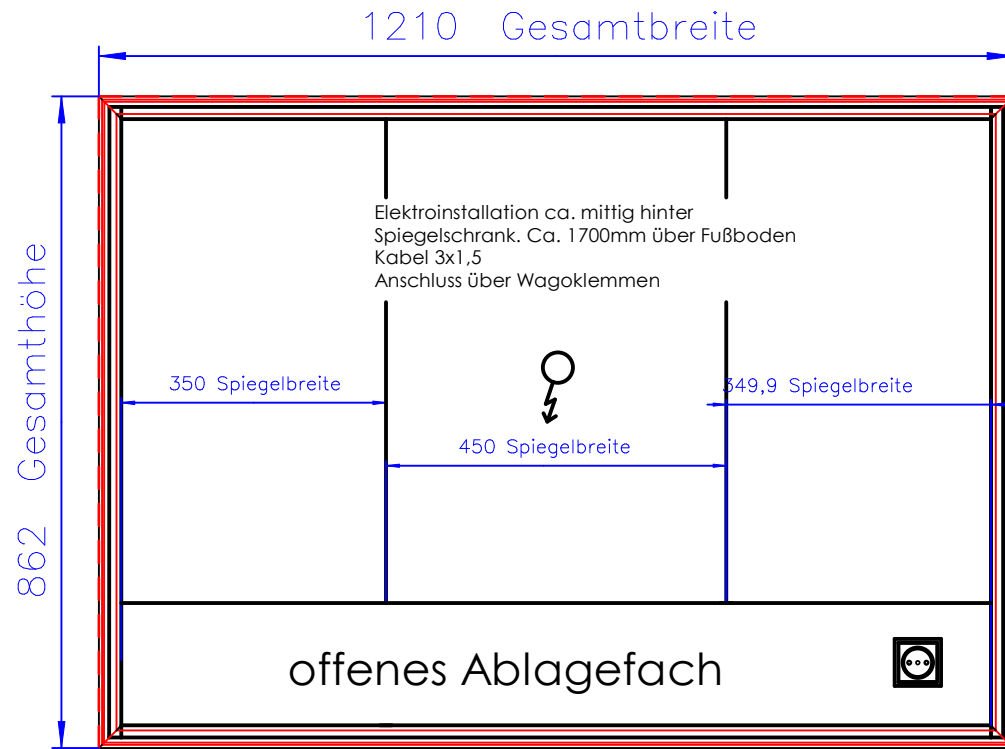 1210 Gesamtbreite
862 Gesamthöhe
Elektroinstallation ca. mittig hinter
Spiegelschrank. Ca. 1700mm über Fußboden
Kabel 3x1,5
Anschluss über Wagoklemmen
350 Spiegelbreite
349,9 Spiegelbreite
450 Spiegelbreite
offenes Ablagefach